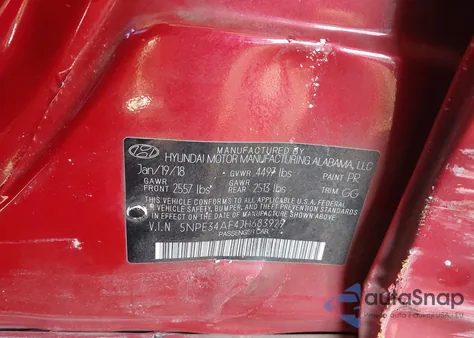 MANUFACTURED BY
HYUNDAI MOTOR MANUFACTURING ALABAMA, LLC
Jan/19/18 GVWR 4497 lbs PAINT PR
GAWR FRONT 2557 lbs GAWR REAR 2513 lbs TRIM GG
THIS VEHICLE CONFORMS TO ALL APPLICABLE U.S.A. FEDERAL
MOTOR VEHICLE SAFETY, BUMPER, AND THEFT PREVENTION
STANDARDS IN EFFECT ON THE DATE OF MANUFACTURE SHOWN ABOVE.
V.I.N 5NPE34AF4JH683929
PASSENGER CAR
autaSnap